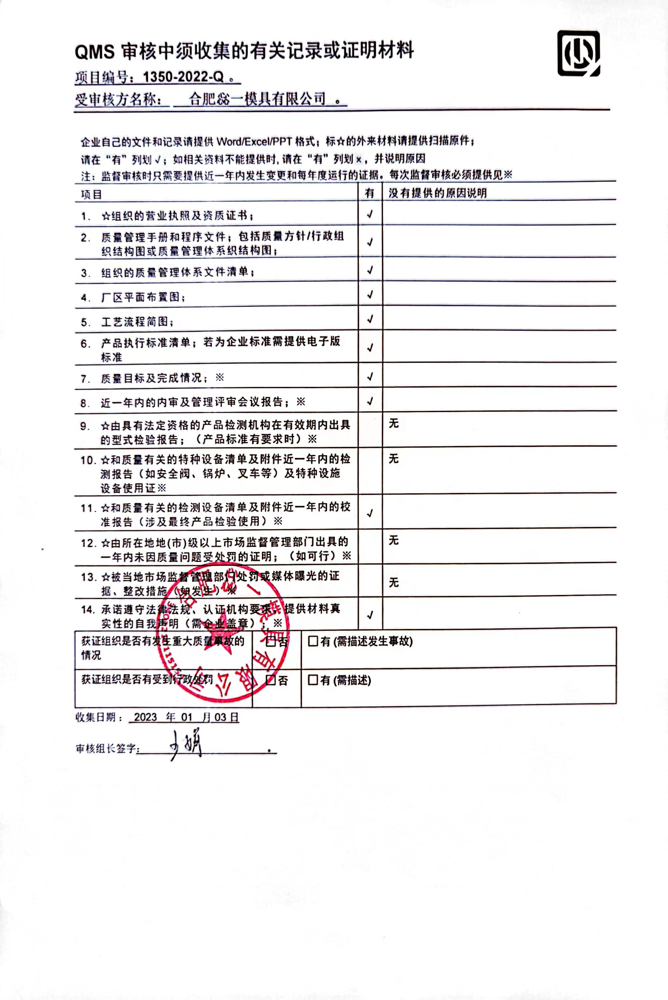 QMS 审核中须收集的有关记录或证明材料
项目编号：1350-2022-Q 。
受审核方名称： 合肥惢一模具有限公司 。
企业自己的文件和记录请提供 Word/Excel/PPT 格式；标☆的外来材料请提供扫描原件；
请在“有”列划√；如相关资料不能提供时,请在“有”列划×，并说明原因
注：监督审核时只需要提供近一年内发生变更和每年度运行的证据。每次监督审核必须提供见※
项目 有 没有提供的原因说明
1. ☆组织的营业执照及资质证书； √
2. 质量管理手册和程序文件；包括质量方针/行政组
织结构图或质量管理体系织结构图； √
3. 组织的质量管理体系文件清单； √
4. 厂区平面布置图； √
5. 工艺流程简图； √
6. 产品执行标准清单；若为企业标准需提供电子版
标准 √
7. 质量目标及完成情况；※ √
8. 近一年内的内审及管理评审会议报告；※ √
9. ☆由具有法定资格的产品检测机构在有效期内出具 无
的型式检验报告；（产品标准有要求时）※
10. ☆和质量有关的特种设备清单及附件近一年内的检 无
测报告（如安全阀、锅炉、叉车等）及特种设施
设备使用证※
11. ☆和质量有关的检测设备清单及附件近一年内的校
准报告（涉及最终产品检验使用）※ √
12. ☆由所在地地(市)级以上市场监督管理部门出具的 无
一年内未因质量问题受处罚的证明；（如可行）※
13. ☆被当地市场监督管理部门处罚或媒体曝光的证
据、整改措施（如发生）※ 无
14. 承诺遵守法律法规、认证机构要求；提供材料真
实性的自我声明（需企业盖章）；※ √
获证组织是否有发生重大质量事故的 □否 □有 (需描述发生事故)
情况
获证组织是否有受到行政处罚 □否 □有 (需描述)
合肥惢一模具有限公司
收集日期： 2023 年 01 月 03 日
审核组长签字: 。